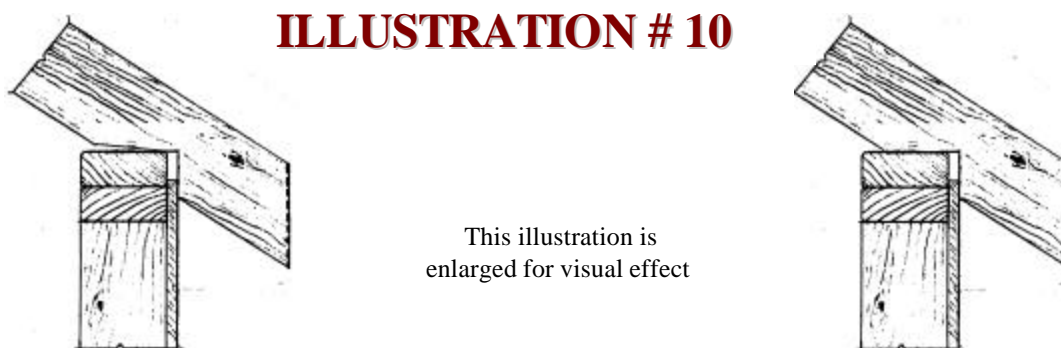 ILLUSTRATION # 10
This illustration is
enlarged for visual effect